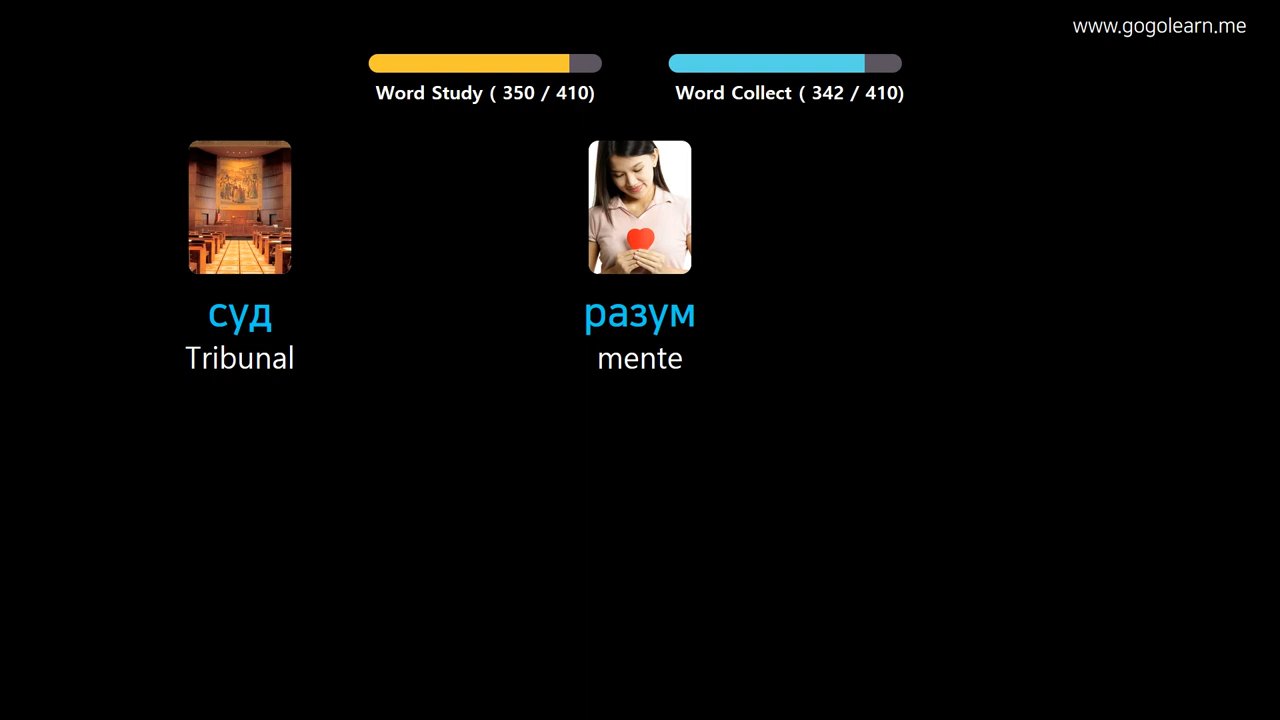 www.gogolearn.me
Word Study ( 350 / 410)
Word Collect ( 342 / 410)
суд
разум
Tribunal
mente